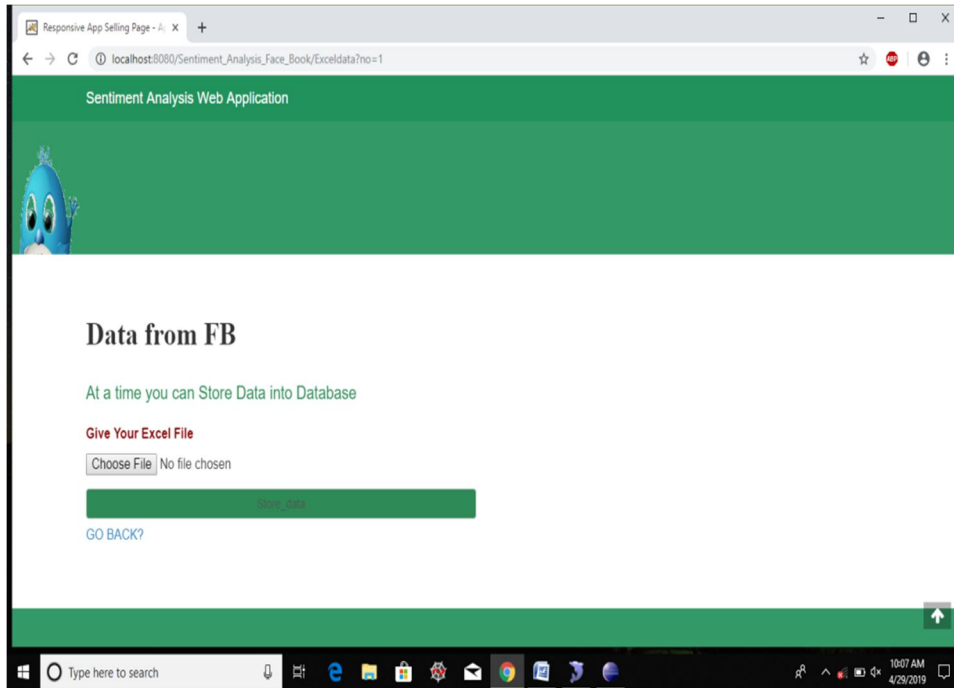 Responsive App Selling Page - A
localhost:8080/Sentiment_Analysis_Face_Book/Exceldata?no=1
ABP
Sentiment Analysis Web Application
Data from FB
At a time you can Store Data into Database
Give Your Excel File
Choose File No file chosen
Store_data
GO BACK?
Type here to search
10:07 AM
4/29/2019